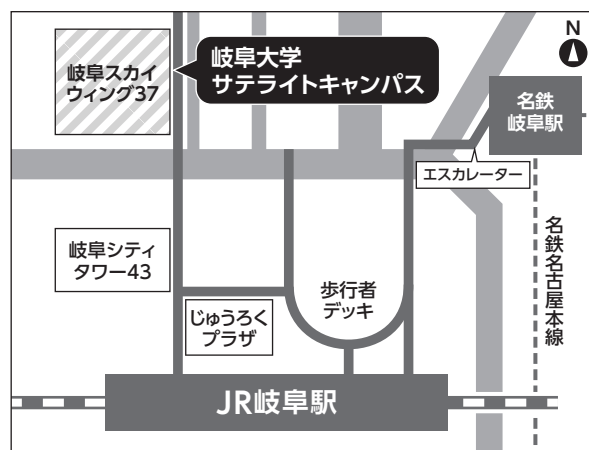 岐阜スカイ
ウィング37
岐阜大学
サテライトキャンパス
N
名鉄
岐阜駅
エスカレーター
岐阜シティ
タワー43
じゅうろく
プラザ
歩行者
デッキ
名鉄名古屋本線
JR岐阜駅